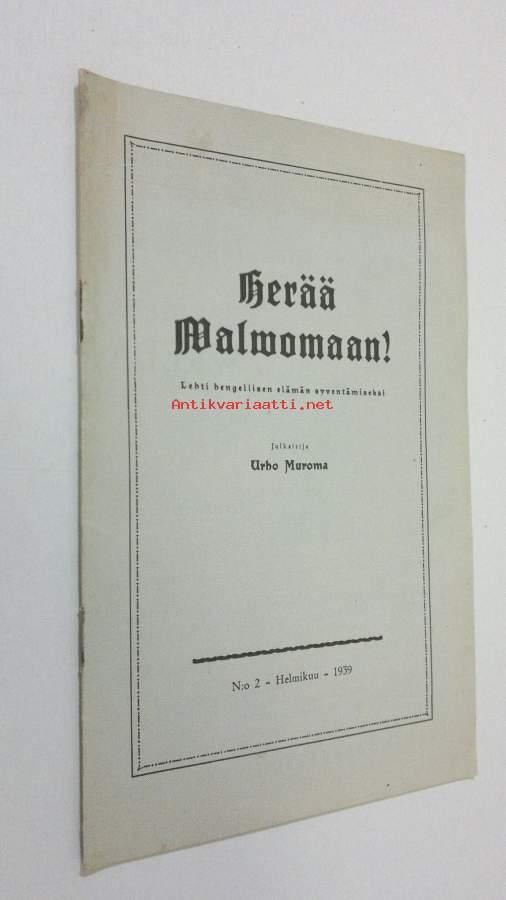 Herää
Walwomaan!
Lehti hengellisen elämän syventämiseksi
Antikvariaatti.net
Julkaisija
Urho Muroma
N:o 2 - Helmikuu - 1939